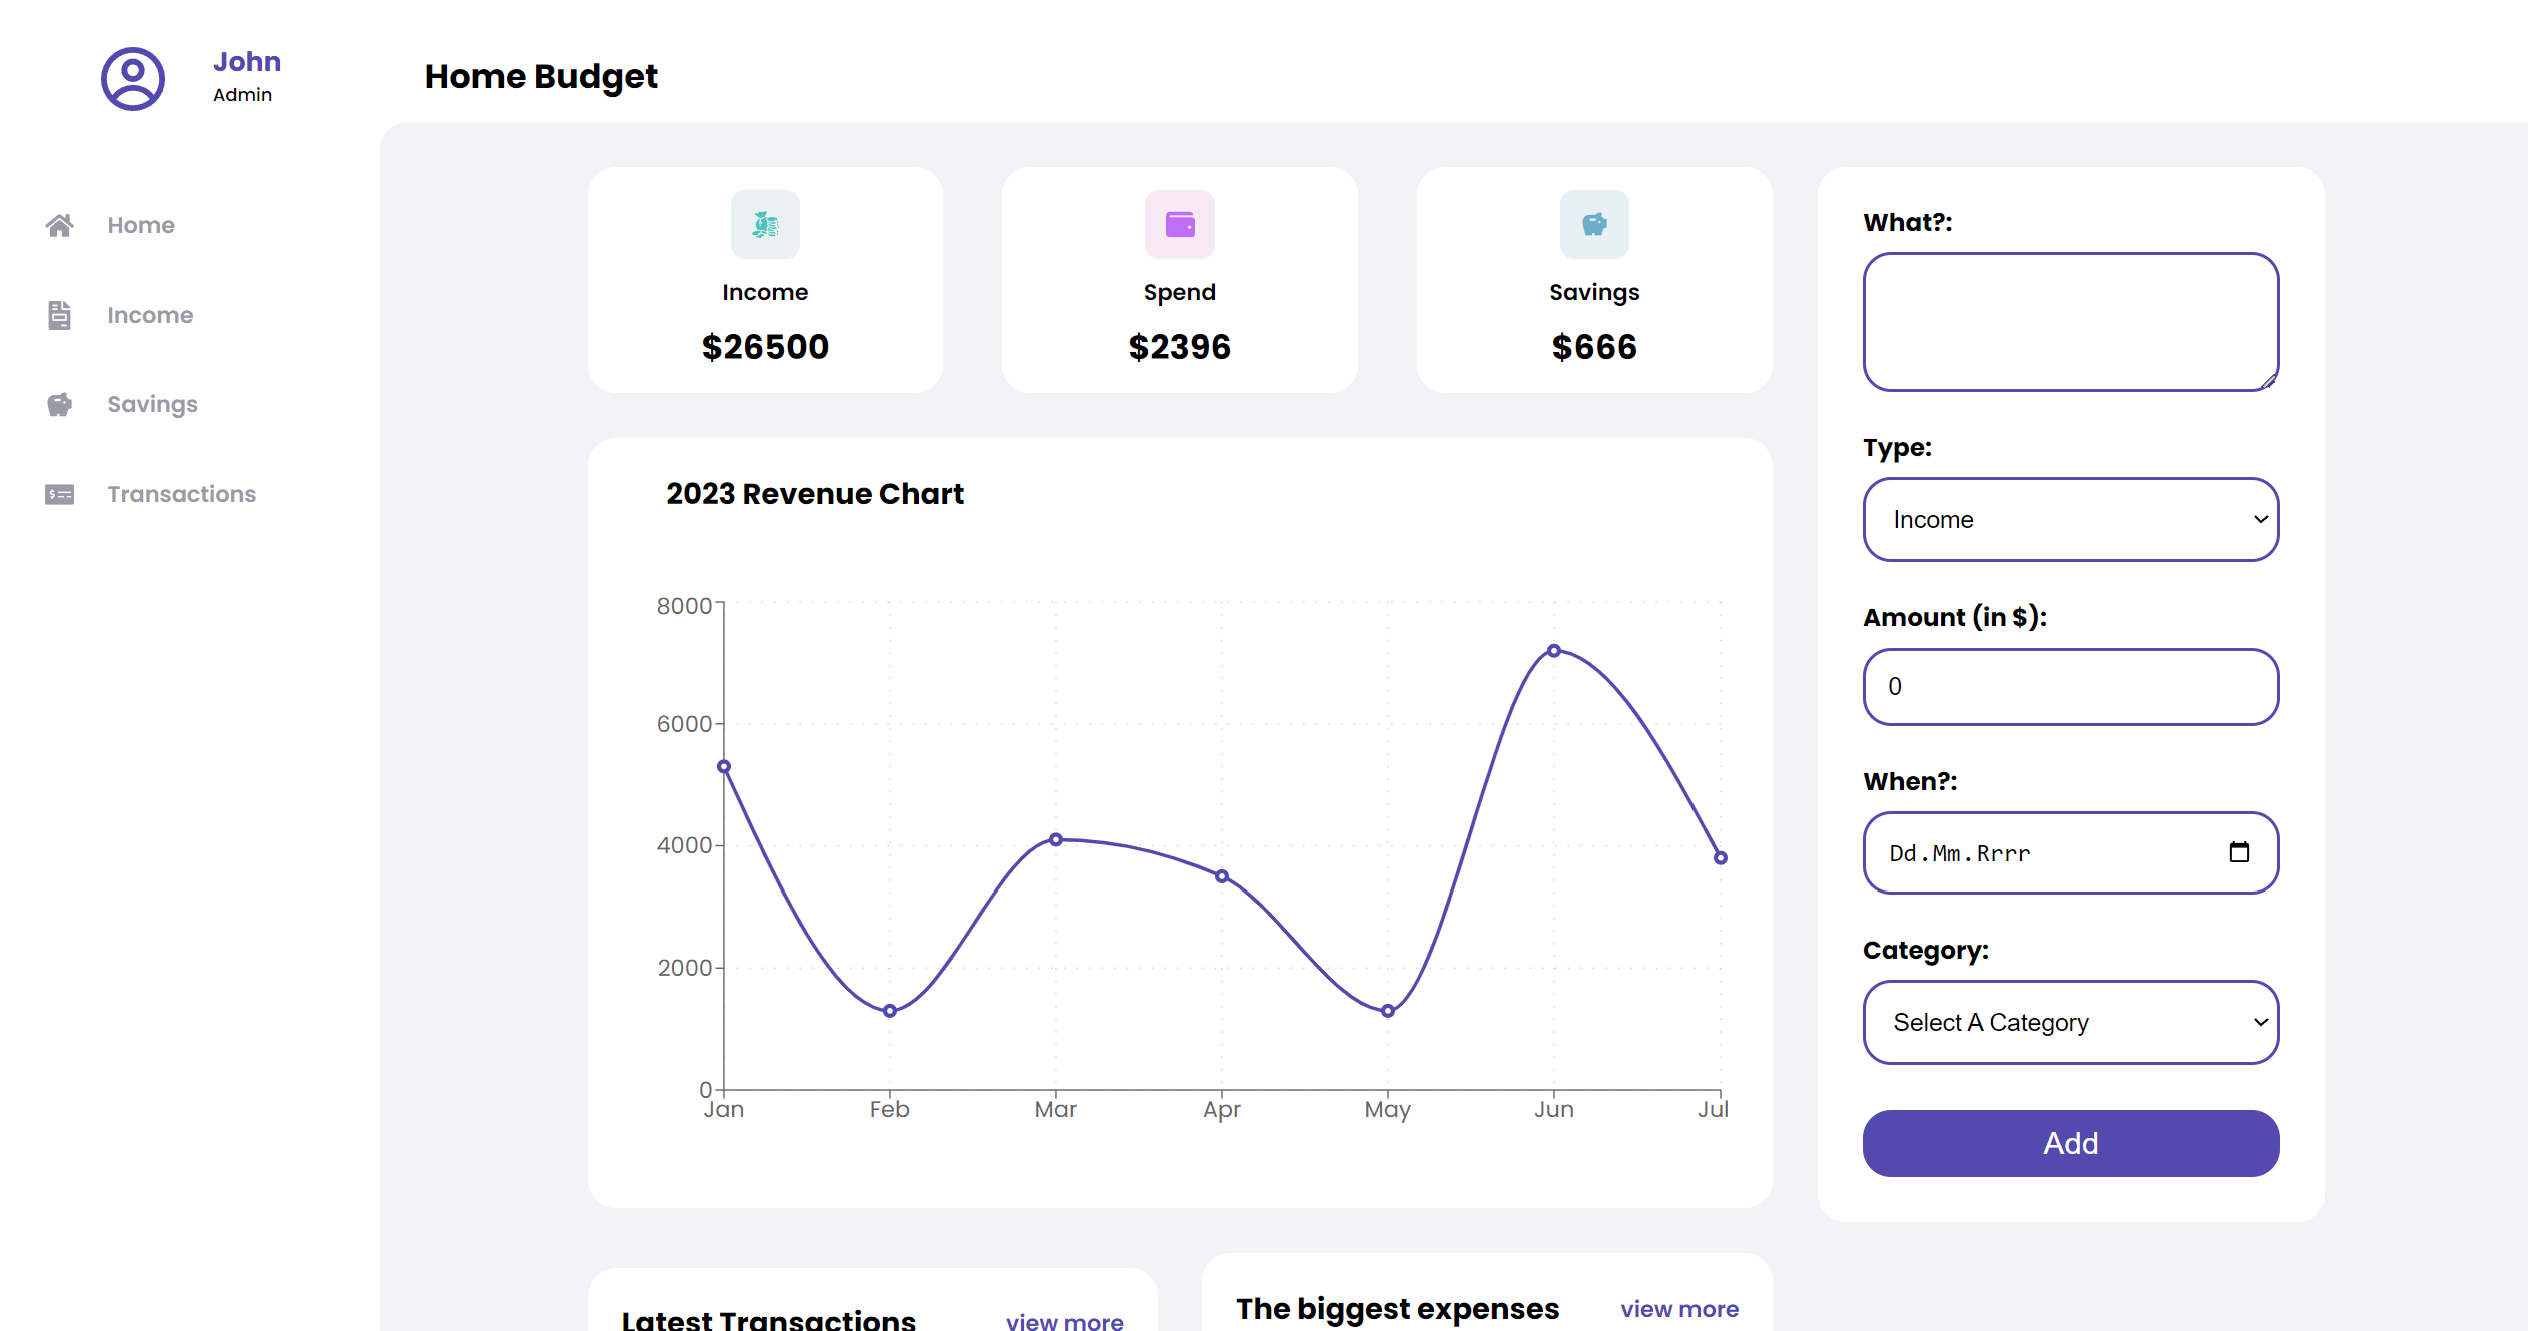 John
Admin
Home
Income
Savings
Transactions
Home Budget
Income
$26500
Spend
$2396
Savings
$666
2023 Revenue Chart
8000
6000
4000
2000
0
Jan Feb Mar Apr May Jun Jul
Latest Transactions
view more
The biggest expenses
view more
What?:
Type:
Income
Amount (in $):
0
When?:
Dd.Mm.Rrrr
Category:
Select A Category
Add